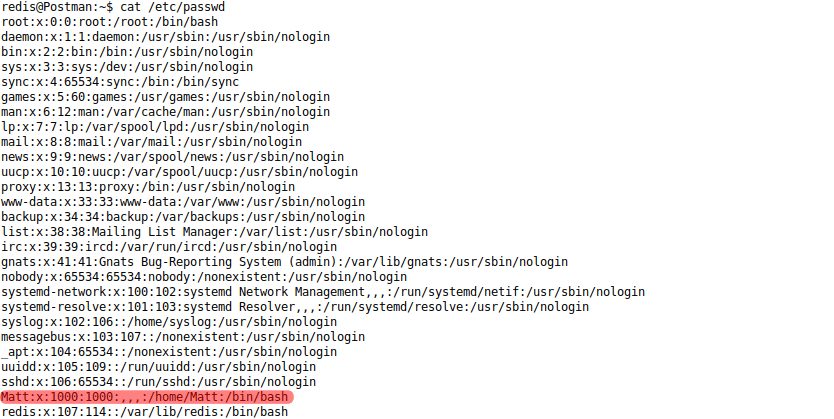 redis@Postman:~$ cat /etc/passwd
root:x:0:0:root:/root:/bin/bash
daemon:x:1:1:daemon:/usr/sbin:/usr/sbin/nologin
bin:x:2:2:bin:/bin:/usr/sbin/nologin
sys:x:3:3:sys:/dev:/usr/sbin/nologin
sync:x:4:65534:sync:/bin:/bin/sync
games:x:5:60:games:/usr/games:/usr/sbin/nologin
man:x:6:12:man:/var/cache/man:/usr/sbin/nologin
lp:x:7:7:lp:/var/spool/lpd:/usr/sbin/nologin
mail:x:8:8:mail:/var/mail:/usr/sbin/nologin
news:x:9:9:news:/var/spool/news:/usr/sbin/nologin
uucp:x:10:10:uucp:/var/spool/uucp:/usr/sbin/nologin
proxy:x:13:13:proxy:/bin:/usr/sbin/nologin
www-data:x:33:33:www-data:/var/www:/usr/sbin/nologin
backup:x:34:34:backup:/var/backups:/usr/sbin/nologin
list:x:38:38:Mailing List Manager:/var/list:/usr/sbin/nologin
irc:x:39:39:ircd:/var/run/ircd:/usr/sbin/nologin
gnats:x:41:41:Gnats Bug-Reporting System (admin):/var/lib/gnats:/usr/sbin/nologin
nobody:x:65534:65534:nobody:/nonexistent:/usr/sbin/nologin
systemd-network:x:100:102:systemd Network Management,,,:/run/systemd/netif:/usr/sbin/nologin
systemd-resolve:x:101:103:systemd Resolver,,,:/run/systemd/resolve:/usr/sbin/nologin
syslog:x:102:106::/home/syslog:/usr/sbin/nologin
messagebus:x:103:107::/nonexistent:/usr/sbin/nologin
_apt:x:104:65534::/nonexistent:/usr/sbin/nologin
uuidd:x:105:109::/run/uuidd:/usr/sbin/nologin
sshd:x:106:65534::/run/sshd:/usr/sbin/nologin
Matt:x:1000:1000:,,,:/home/Matt:/bin/bash
redis:x:107:114::/var/lib/redis:/bin/bash